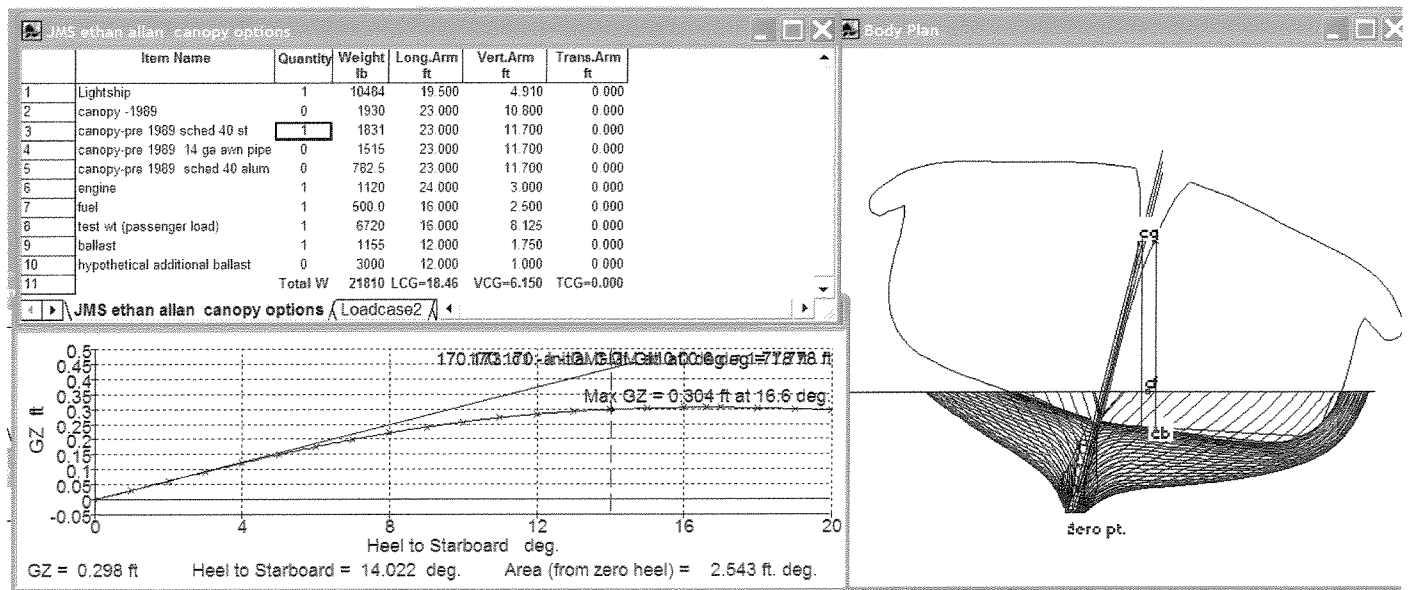 JMS ethan allan canopy options
Item Name Quantity Weight lb Long.Arm ft Vert.Arm ft Trans.Arm ft
1 Lightship 1 10484 19.500 4.910 0.000
2 canopy -1989 0 1930 23.000 10.800 0.000
3 canopy-pre 1989 sched 40 st 1 1831 23.000 11.700 0.000
4 canopy-pre 1989 14 ga awn pipe 0 1515 23.000 11.700 0.000
5 canopy-pre 1989 sched 40 alum 0 782.5 23.000 11.700 0.000
6 engine 1 1120 24.000 3.000 0.000
7 fuel 1 500.0 16.000 2.500 0.000
8 test wt (passenger load) 1 6720 16.000 8.125 0.000
9 ballast 1 1155 12.000 1.750 0.000
10 hypothetical additional ballast 0 3000 12.000 1.000 0.000
11 Total W 21810 LCG=18.46 VCG=6.150 TCG=0.000
JMS ethan allan canopy options Loadcase2
Body Plan
cg
cb
zero pt.
0.5
0.45
0.4
0.35
0.3
0.25
0.2
0.15
0.1
0.05
0
-0.05
GZ ft
Max GZ = 0.304 ft at 16.6 deg.
0 4 8 12 16 20
Heel to Starboard deg.
GZ = 0.298 ft Heel to Starboard = 14.022 deg. Area (from zero heel) = 2.543 ft. deg.